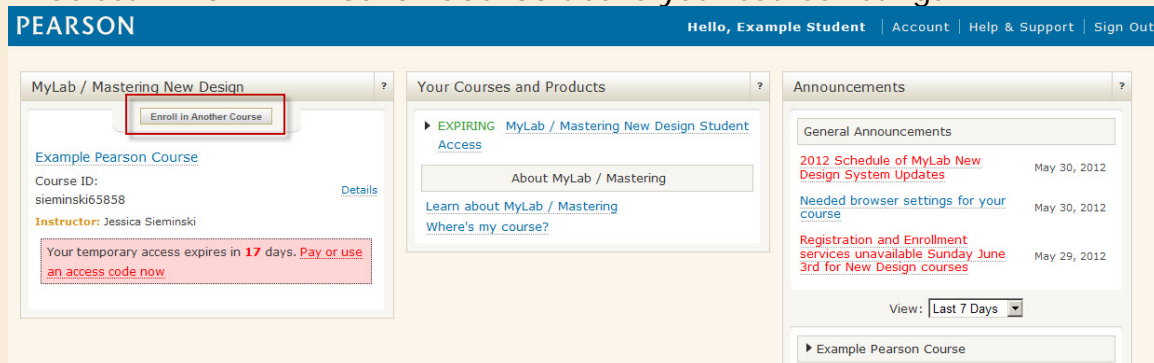 PEARSON
Hello, Example Student | Account | Help & Support | Sign Out
MyLab / Mastering New Design ?
Enroll in Another Course
Example Pearson Course
Course ID:
sieminski65858
Details
Instructor: Jessica Sieminski
Your temporary access expires in 17 days. Pay or use
an access code now
Your Courses and Products ?
EXPIRING MyLab / Mastering New Design Student
Access
About MyLab / Mastering
Learn about MyLab / Mastering
Where's my course?
Announcements ?
General Announcements
2012 Schedule of MyLab New
Design System Updates
May 30, 2012
Needed browser settings for your
course
May 30, 2012
Registration and Enrollment
services unavailable Sunday June
3rd for New Design courses
May 29, 2012
View: Last 7 Days
Example Pearson Course